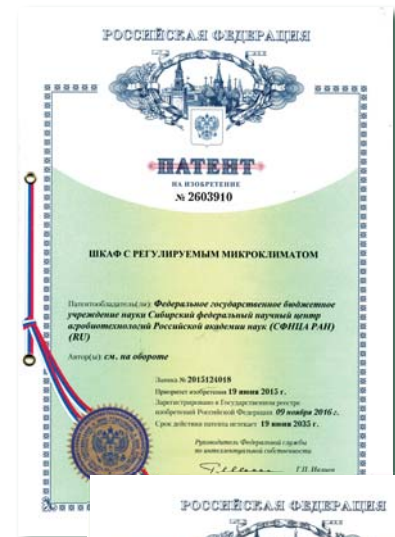 РОССИЙСКАЯ ФЕДЕРАЦИЯ
ПАТЕНТ
НА ИЗОБРЕТЕНИЕ
№ 2603910
ШКАФ С РЕГУЛИРУЕМЫМ МИКРОКЛИМАТОМ
Патентообладатель(ли): Федеральное государственное бюджетное
учреждение науки Сибирский федеральный научный центр
агробиотехнологий Российской академии наук (СФНЦА РАН)
(RU)
Автор(ы): см. на обороте
Заявка № 2015124018
Приоритет изобретения 19 июня 2015 г.
Зарегистрировано в Государственном реестре
изобретений Российской Федерации 09 ноября 2016 г.
Срок действия патента истекает 19 июня 2035 г.
Руководитель Федеральной службы
по интеллектуальной собственности
Г.П. Ивлиев
РОССИЙСКАЯ ФЕДЕРАЦИЯ